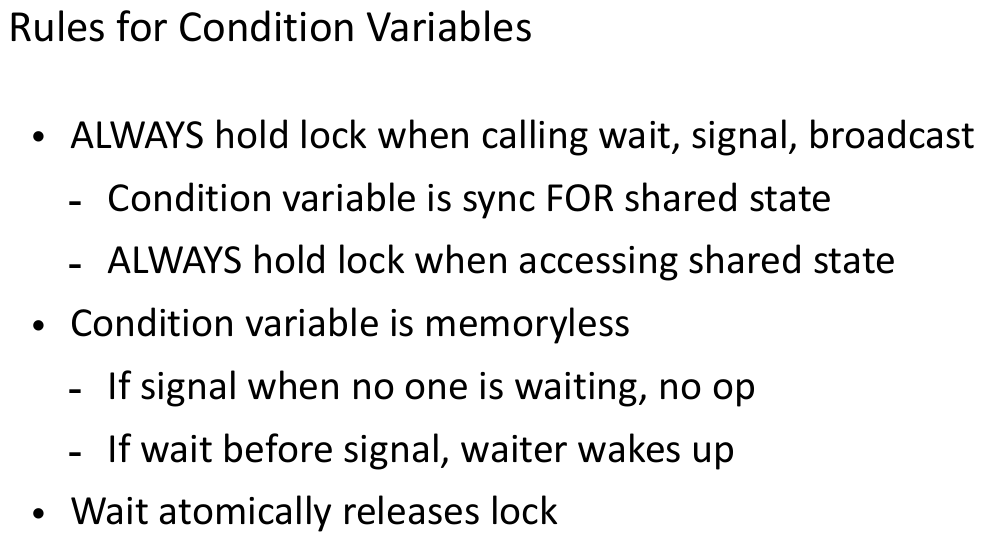 Rules for Condition Variables
• ALWAYS hold lock when calling wait, signal, broadcast
- Condition variable is sync FOR shared state
- ALWAYS hold lock when accessing shared state
• Condition variable is memoryless
- If signal when no one is waiting, no op
- If wait before signal, waiter wakes up
• Wait atomically releases lock